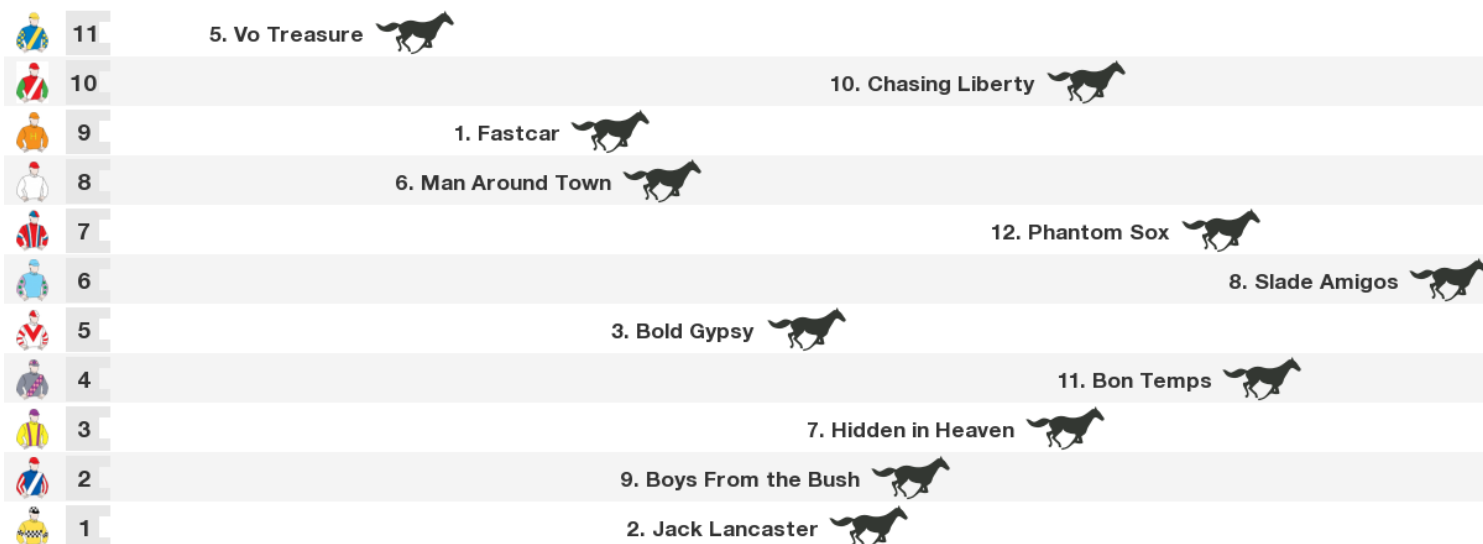 11 5. Vo Treasure
10 10. Chasing Liberty
9 1. Fastcar
8 6. Man Around Town
7 12. Phantom Sox
6 8. Slade Amigos
5 3. Bold Gypsy
4 11. Bon Temps
3 7. Hidden in Heaven
2 9. Boys From the Bush
1 2. Jack Lancaster